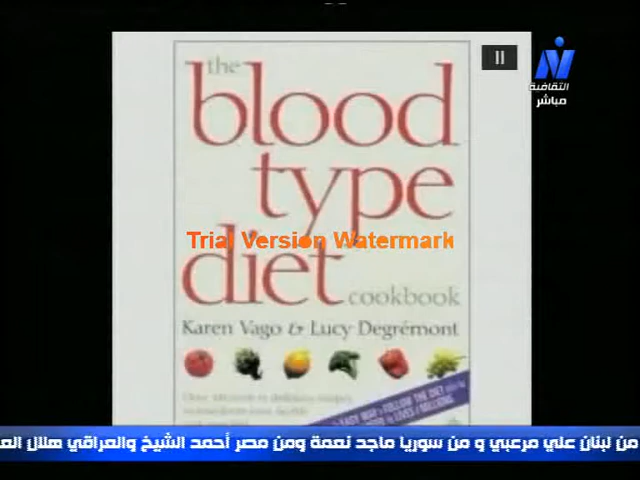 the
blood
type
diet
cookbook
Trial Version Watermark
Karen Vago & Lucy Degrémont
الثقافية
مباشر
من لبنان علي مرعبي و من سوريا ماجد نعمة ومن مصر أحمد الشيخ والعراقي هلال